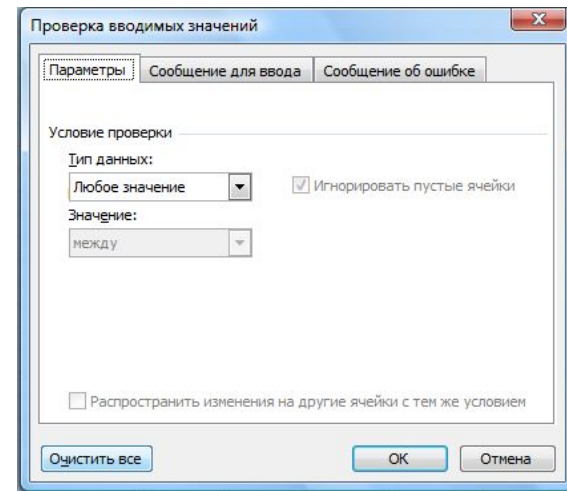 Проверка вводимых значений
Параметры Сообщение для ввода Сообщение об ошибке
Условие проверки
Тип данных:
Любое значение Игнорировать пустые ячейки
Значение:
между
Распространить изменения на другие ячейки с тем же условием
Очистить все ОК Отмена